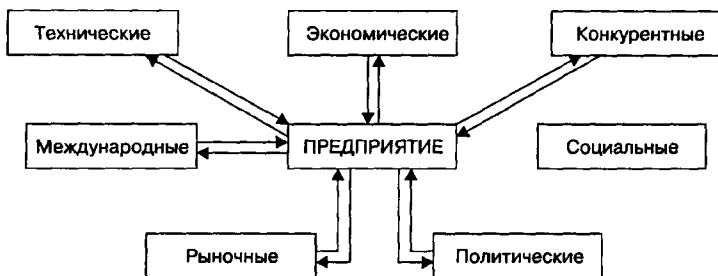 Технические
Экономические
Конкурентные
Международные
ПРЕДПРИЯТИЕ
Социальные
Рыночные
Политические